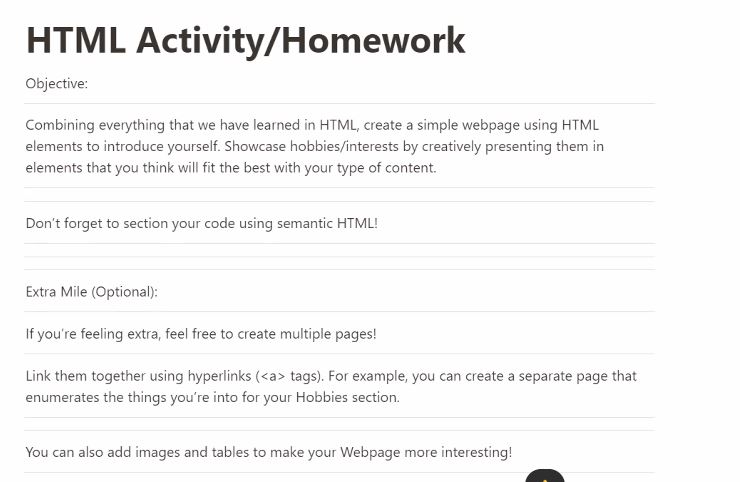 HTML Activity/Homework
Objective:
Combining everything that we have learned in HTML, create a simple webpage using HTML
elements to introduce yourself. Showcase hobbies/interests by creatively presenting them in
elements that you think will fit the best with your type of content.
Don’t forget to section your code using semantic HTML!
Extra Mile (Optional):
If you’re feeling extra, feel free to create multiple pages!
Link them together using hyperlinks (<a> tags). For example, you can create a separate page that
enumerates the things you’re into for your Hobbies section.
You can also add images and tables to make your Webpage more interesting!